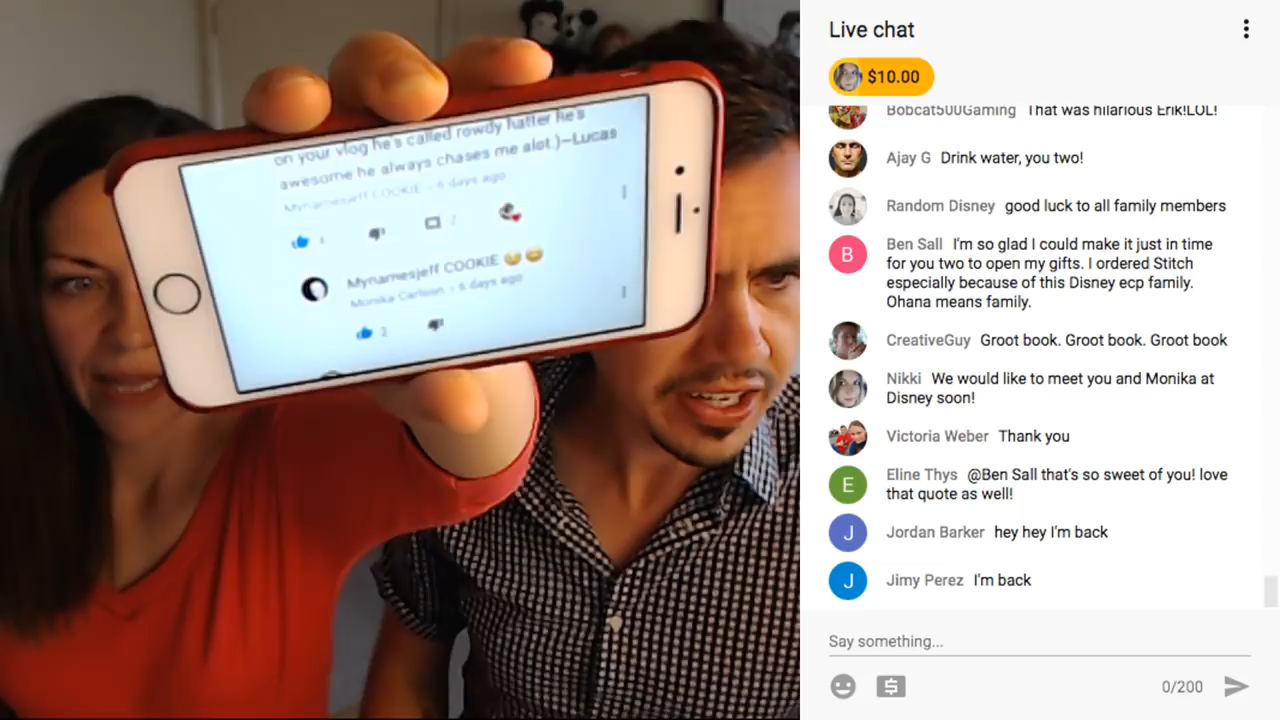 on your vlog he's called rowdy hatter he's
awesome he always chases me alot.)–Lucas
Mynamesjeff COOKIE - 6 days ago
Mynamesjeff COOKIE 😉😄
Monika Carlson - 6 days ago
Live chat
$10.00
Bobcat500Gaming That was hilarious Erik!LOL!
Ajay G Drink water, you two!
Random Disney good luck to all family members
Ben Sall I'm so glad I could make it just in time
for you two to open my gifts. I ordered Stitch
especially because of this Disney ecp family.
Ohana means family.
CreativeGuy Groot book. Groot book. Groot book
Nikki We would like to meet you and Monika at
Disney soon!
Victoria Weber Thank you
E
Eline Thys @Ben Sall that's so sweet of you! love
that quote as well!
J
Jordan Barker hey hey I'm back
J
Jimy Perez I'm back
B
Say something...
$
0/200